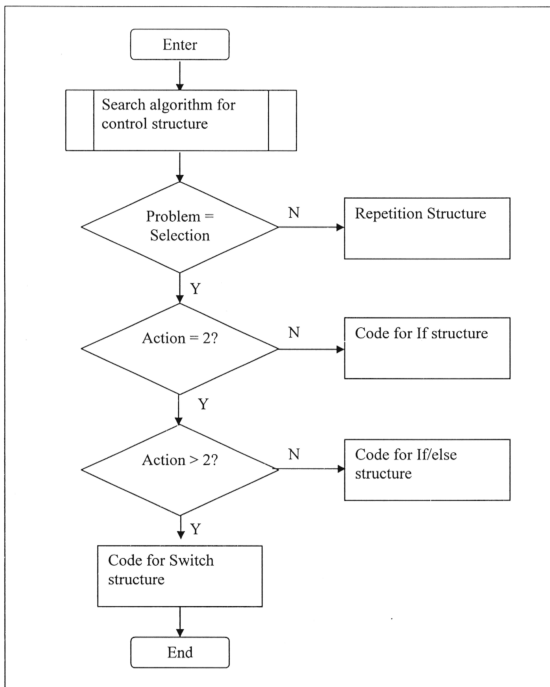 Enter
Search algorithm for
control structure
Problem =
Selection
N
Repetition Structure
Y
Action = 2?
N
Code for If structure
Y
Action > 2?
N
Code for If/else
structure
Y
Code for Switch
structure
End